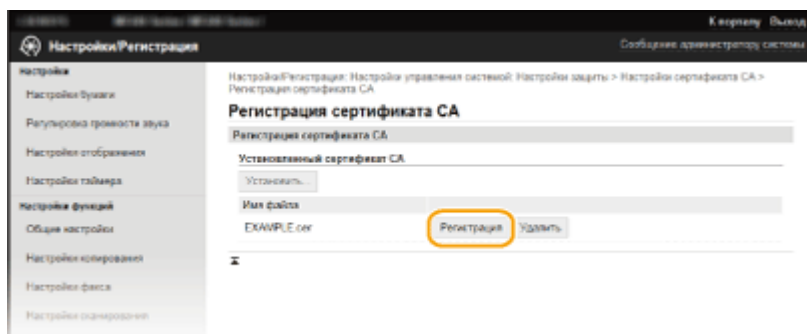 К порталу Выход
Настройки/Регистрация
Сообщение администратору системы
Настройки
Настройки бумаги
Регулировка громкости звука
Настройки отображения
Настройки таймера
Настройки функций
Общие настройки
Настройки копирования
Настройки факса
Настройки сканирования
Настройки/Регистрация: Настройки управления системой: Настройки защиты > Настройки сертификата CA >
Регистрация сертификата CA
Регистрация сертификата CA
Регистрация сертификата CA
Установленный сертификат CA
Установить...
Имя файла
EXAMPLE.cer
Регистрация
Удалить